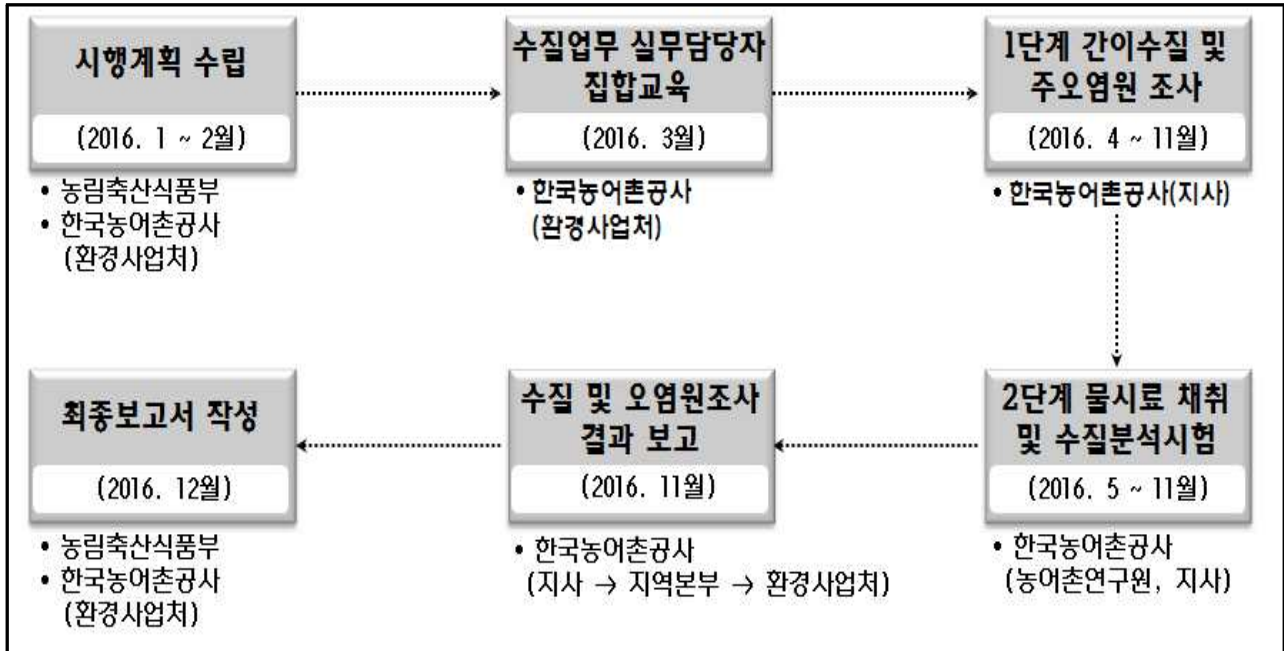 시행계획 수립
(2016. 1 ~ 2월)
• 농림축산식품부
• 한국농어촌공사
(환경사업처)
수질업무 실무담당자
집합교육
(2016. 3월)
• 한국농어촌공사
(환경사업처)
1단계 간이수질 및
주오염원 조사
(2016. 4 ~ 11월)
• 한국농어촌공사(지사)
2단계 물시료 채취
및 수질분석시험
(2016. 5 ~ 11월)
• 한국농어촌공사
(농어촌연구원, 지사)
수질 및 오염원조사
결과 보고
(2016. 11월)
• 한국농어촌공사
(지사 → 지역본부 → 환경사업처)
최종보고서 작성
(2016. 12월)
• 농림축산식품부
• 한국농어촌공사
(환경사업처)